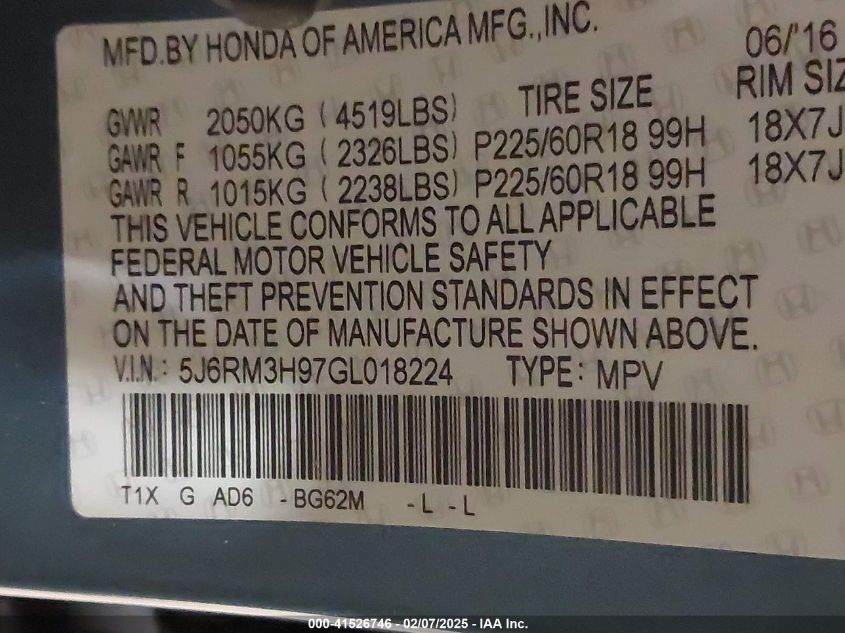 MFD.BY HONDA OF AMERICA MFG.,INC.
06/'16
TIRE SIZE RIM SIZ
GVWR 2050KG ( 4519LBS)
GAWR F 1055KG ( 2326LBS) P225/60R18 99H 18X7J
GAWR R 1015KG ( 2238LBS) P225/60R18 99H 18X7J
THIS VEHICLE CONFORMS TO ALL APPLICABLE
FEDERAL MOTOR VEHICLE SAFETY
AND THEFT PREVENTION STANDARDS IN EFFECT
ON THE DATE OF MANUFACTURE SHOWN ABOVE.
V.I.N.: 5J6RM3H97GL018224 TYPE: MPV
T1X G AD6 -BG62M -L -L
000-41526746 - 02/07/2025 - IAA Inc.